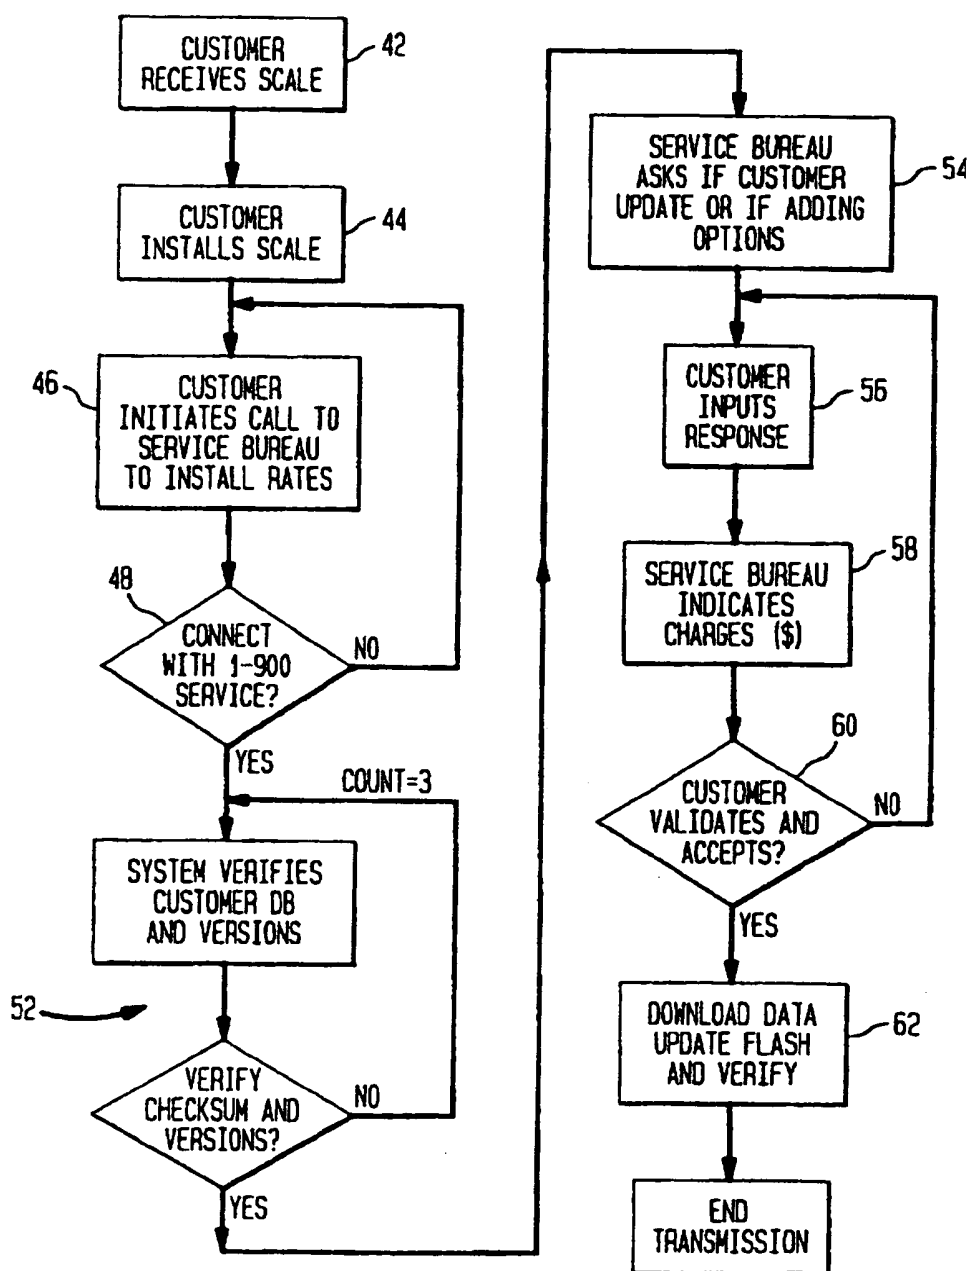 CUSTOMER
RECEIVES SCALE
42
CUSTOMER
INSTALLS SCALE
44
46
CUSTOMER
INITIATES CALL TO
SERVICE BUREAU
TO INSTALL RATES
48
CONNECT
WITH 1-900
SERVICE?
NO
YES
COUNT=3
SYSTEM VERIFIES
CUSTOMER DB
AND VERSIONS
52
VERIFY
CHECKSUM AND
VERSIONS?
NO
YES
SERVICE BUREAU
ASKS IF CUSTOMER
UPDATE OR IF ADDING
OPTIONS
54
CUSTOMER
INPUTS
RESPONSE
56
SERVICE BUREAU
INDICATES
CHARGES ($)
58
60
CUSTOMER
VALIDATES AND
ACCEPTS?
NO
YES
DOWNLOAD DATA
UPDATE FLASH
AND VERIFY
62
END
TRANSMISSION